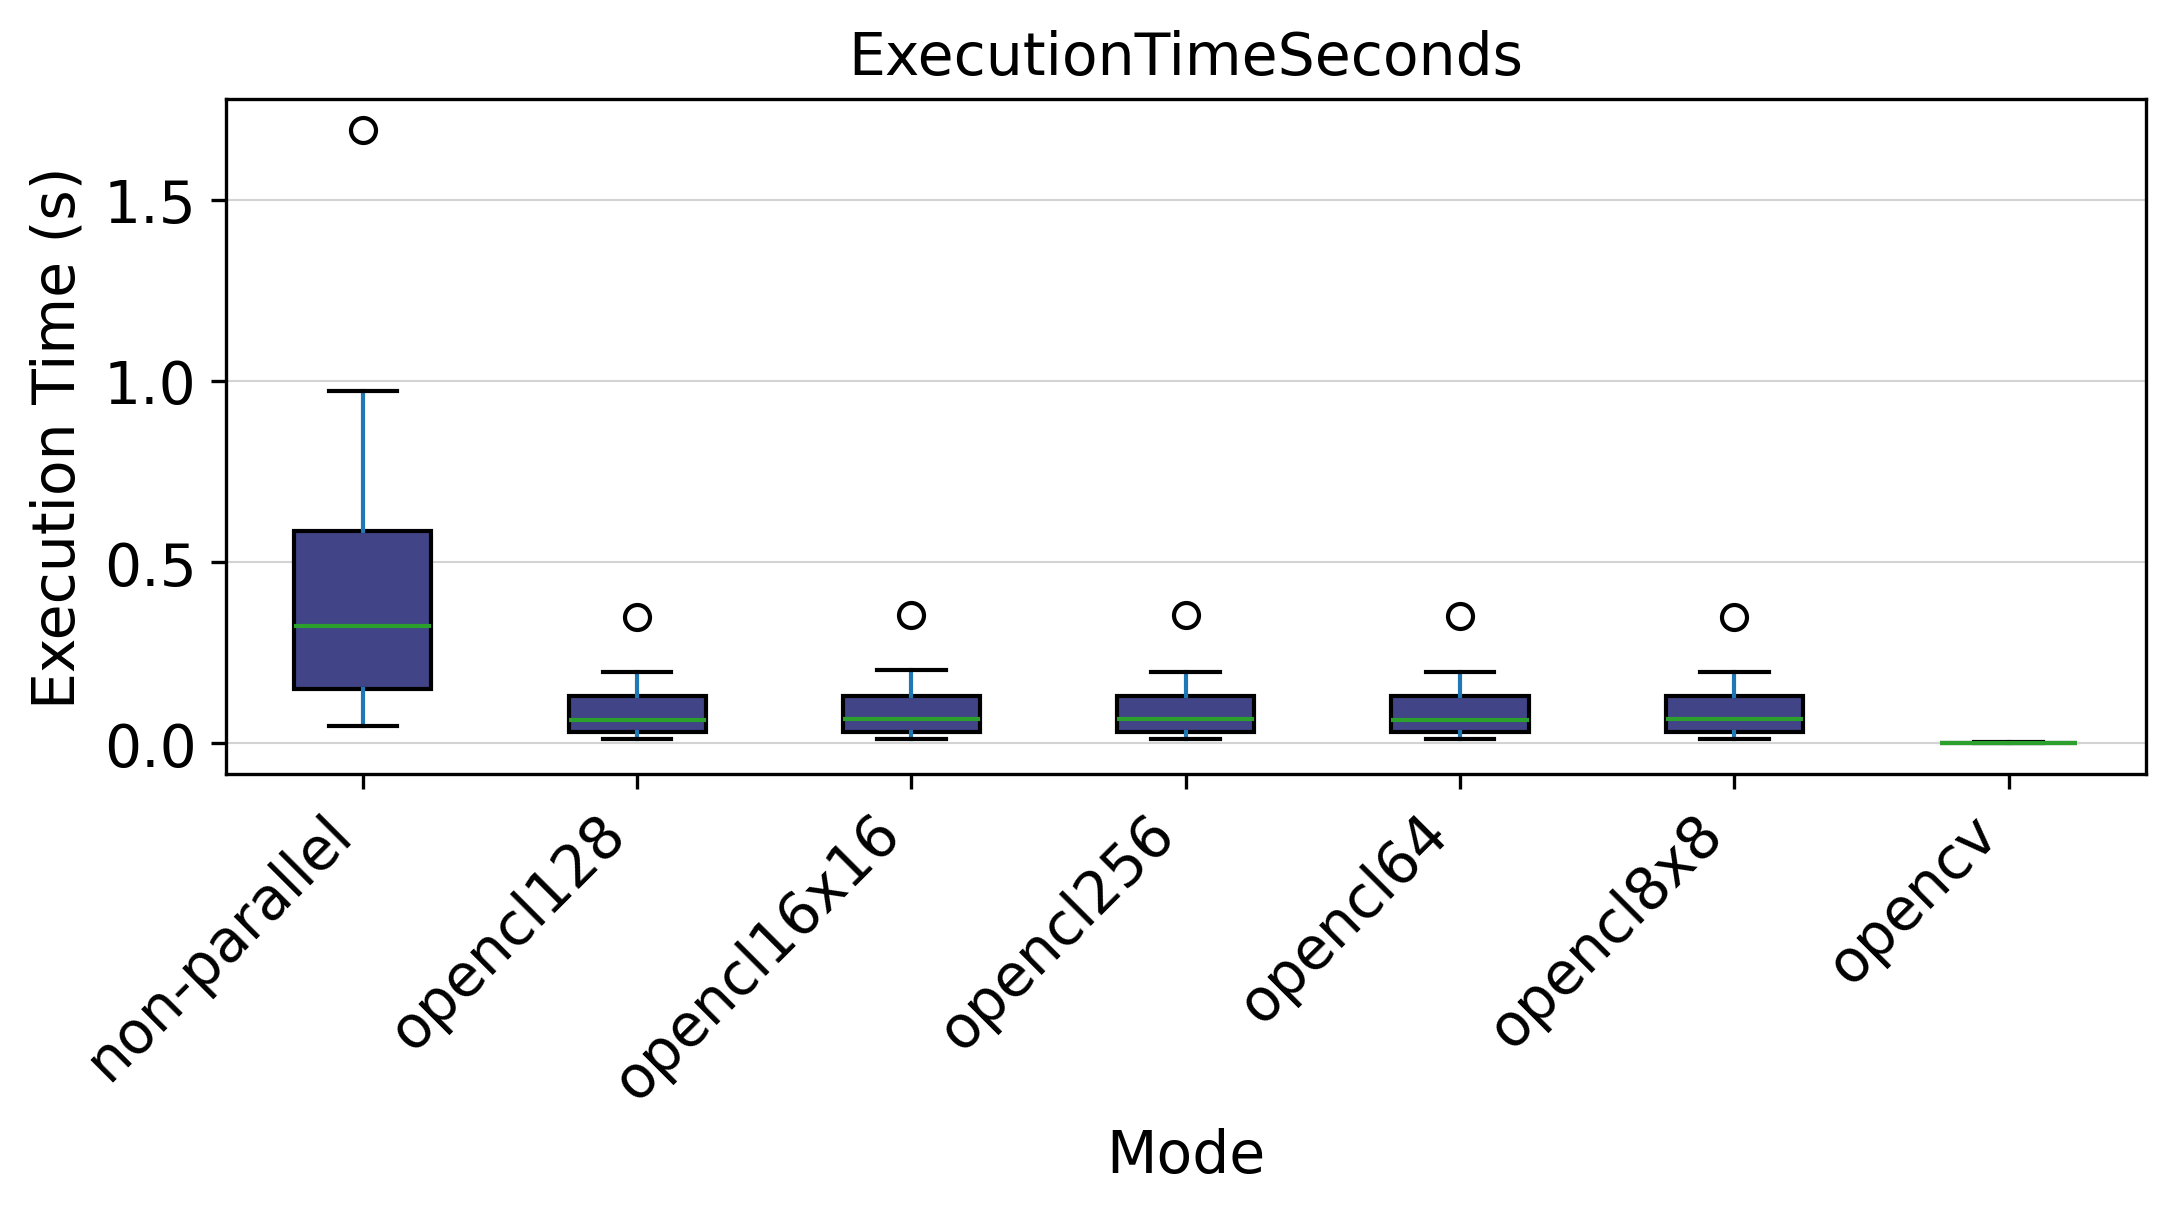 ExecutionTimeSeconds
Execution Time (s)
1.5
1.0
0.5
0.0
non-parallel
opencl128
opencl16x16
opencl256
opencl64
opencl8x8
opencv
Mode